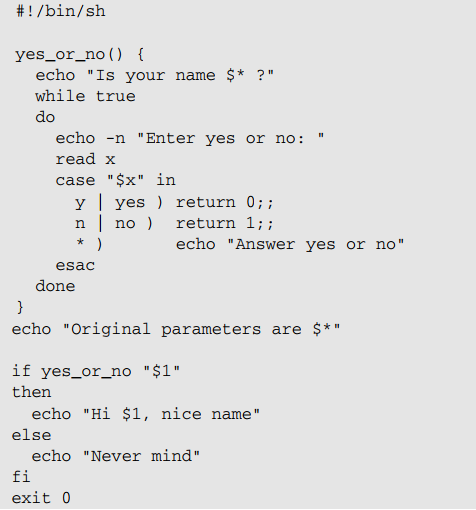 #!/bin/sh
yes_or_no() {
echo "Is your name $* ?"
while true
do
echo -n "Enter yes or no: "
read x
case "$x" in
y | yes ) return 0;;
n | no ) return 1;;
* ) echo "Answer yes or no"
esac
done
}
echo "Original parameters are $*"
if yes_or_no "$1"
then
echo "Hi $1, nice name"
else
echo "Never mind"
fi
exit 0